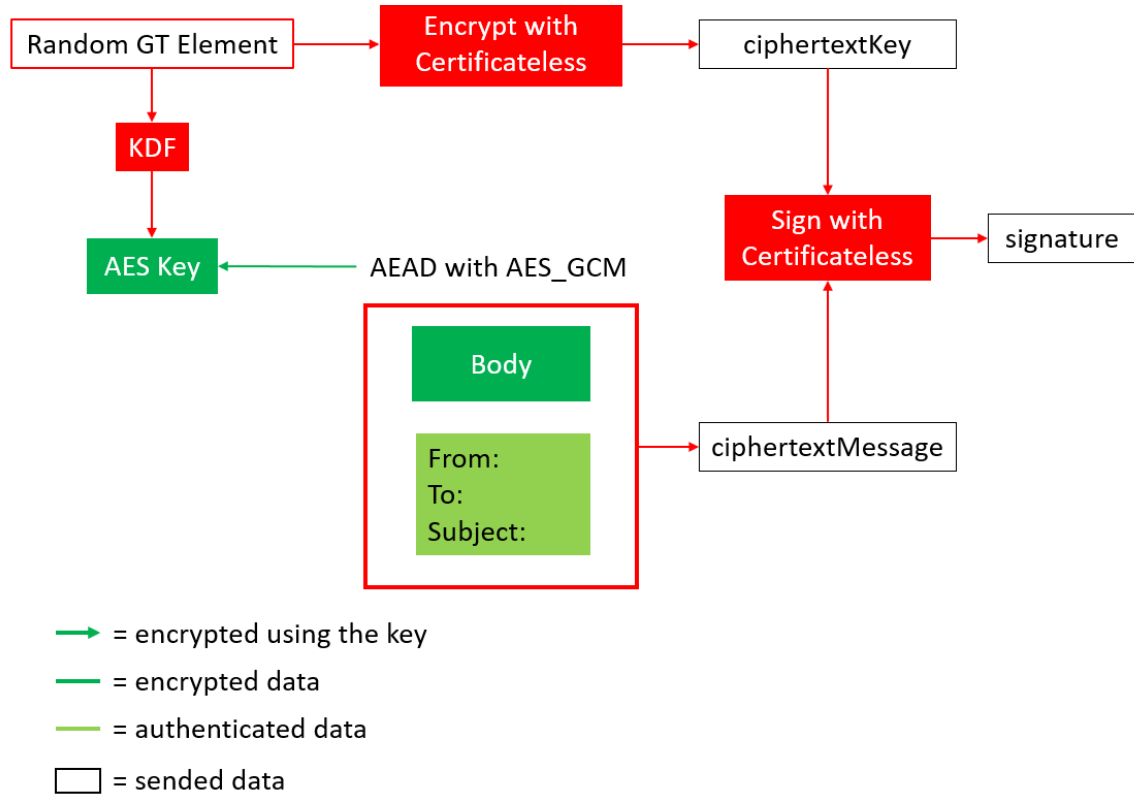 Random GT Element
Encrypt with
Certificateless
ciphertextKey
KDF
Sign with
Certificateless
signature
AES Key
AEAD with AES_GCM
Body
From:
To:
Subject:
ciphertextMessage
= encrypted using the key
= encrypted data
= authenticated data
= sended data